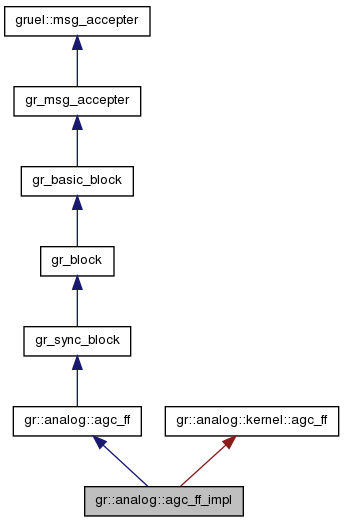 gruel::msg_accepter
gr_msg_accepter
gr_basic_block
gr_block
gr_sync_block
gr::analog::agc_ff
gr::analog::kernel::agc_ff
gr::analog::agc_ff_impl